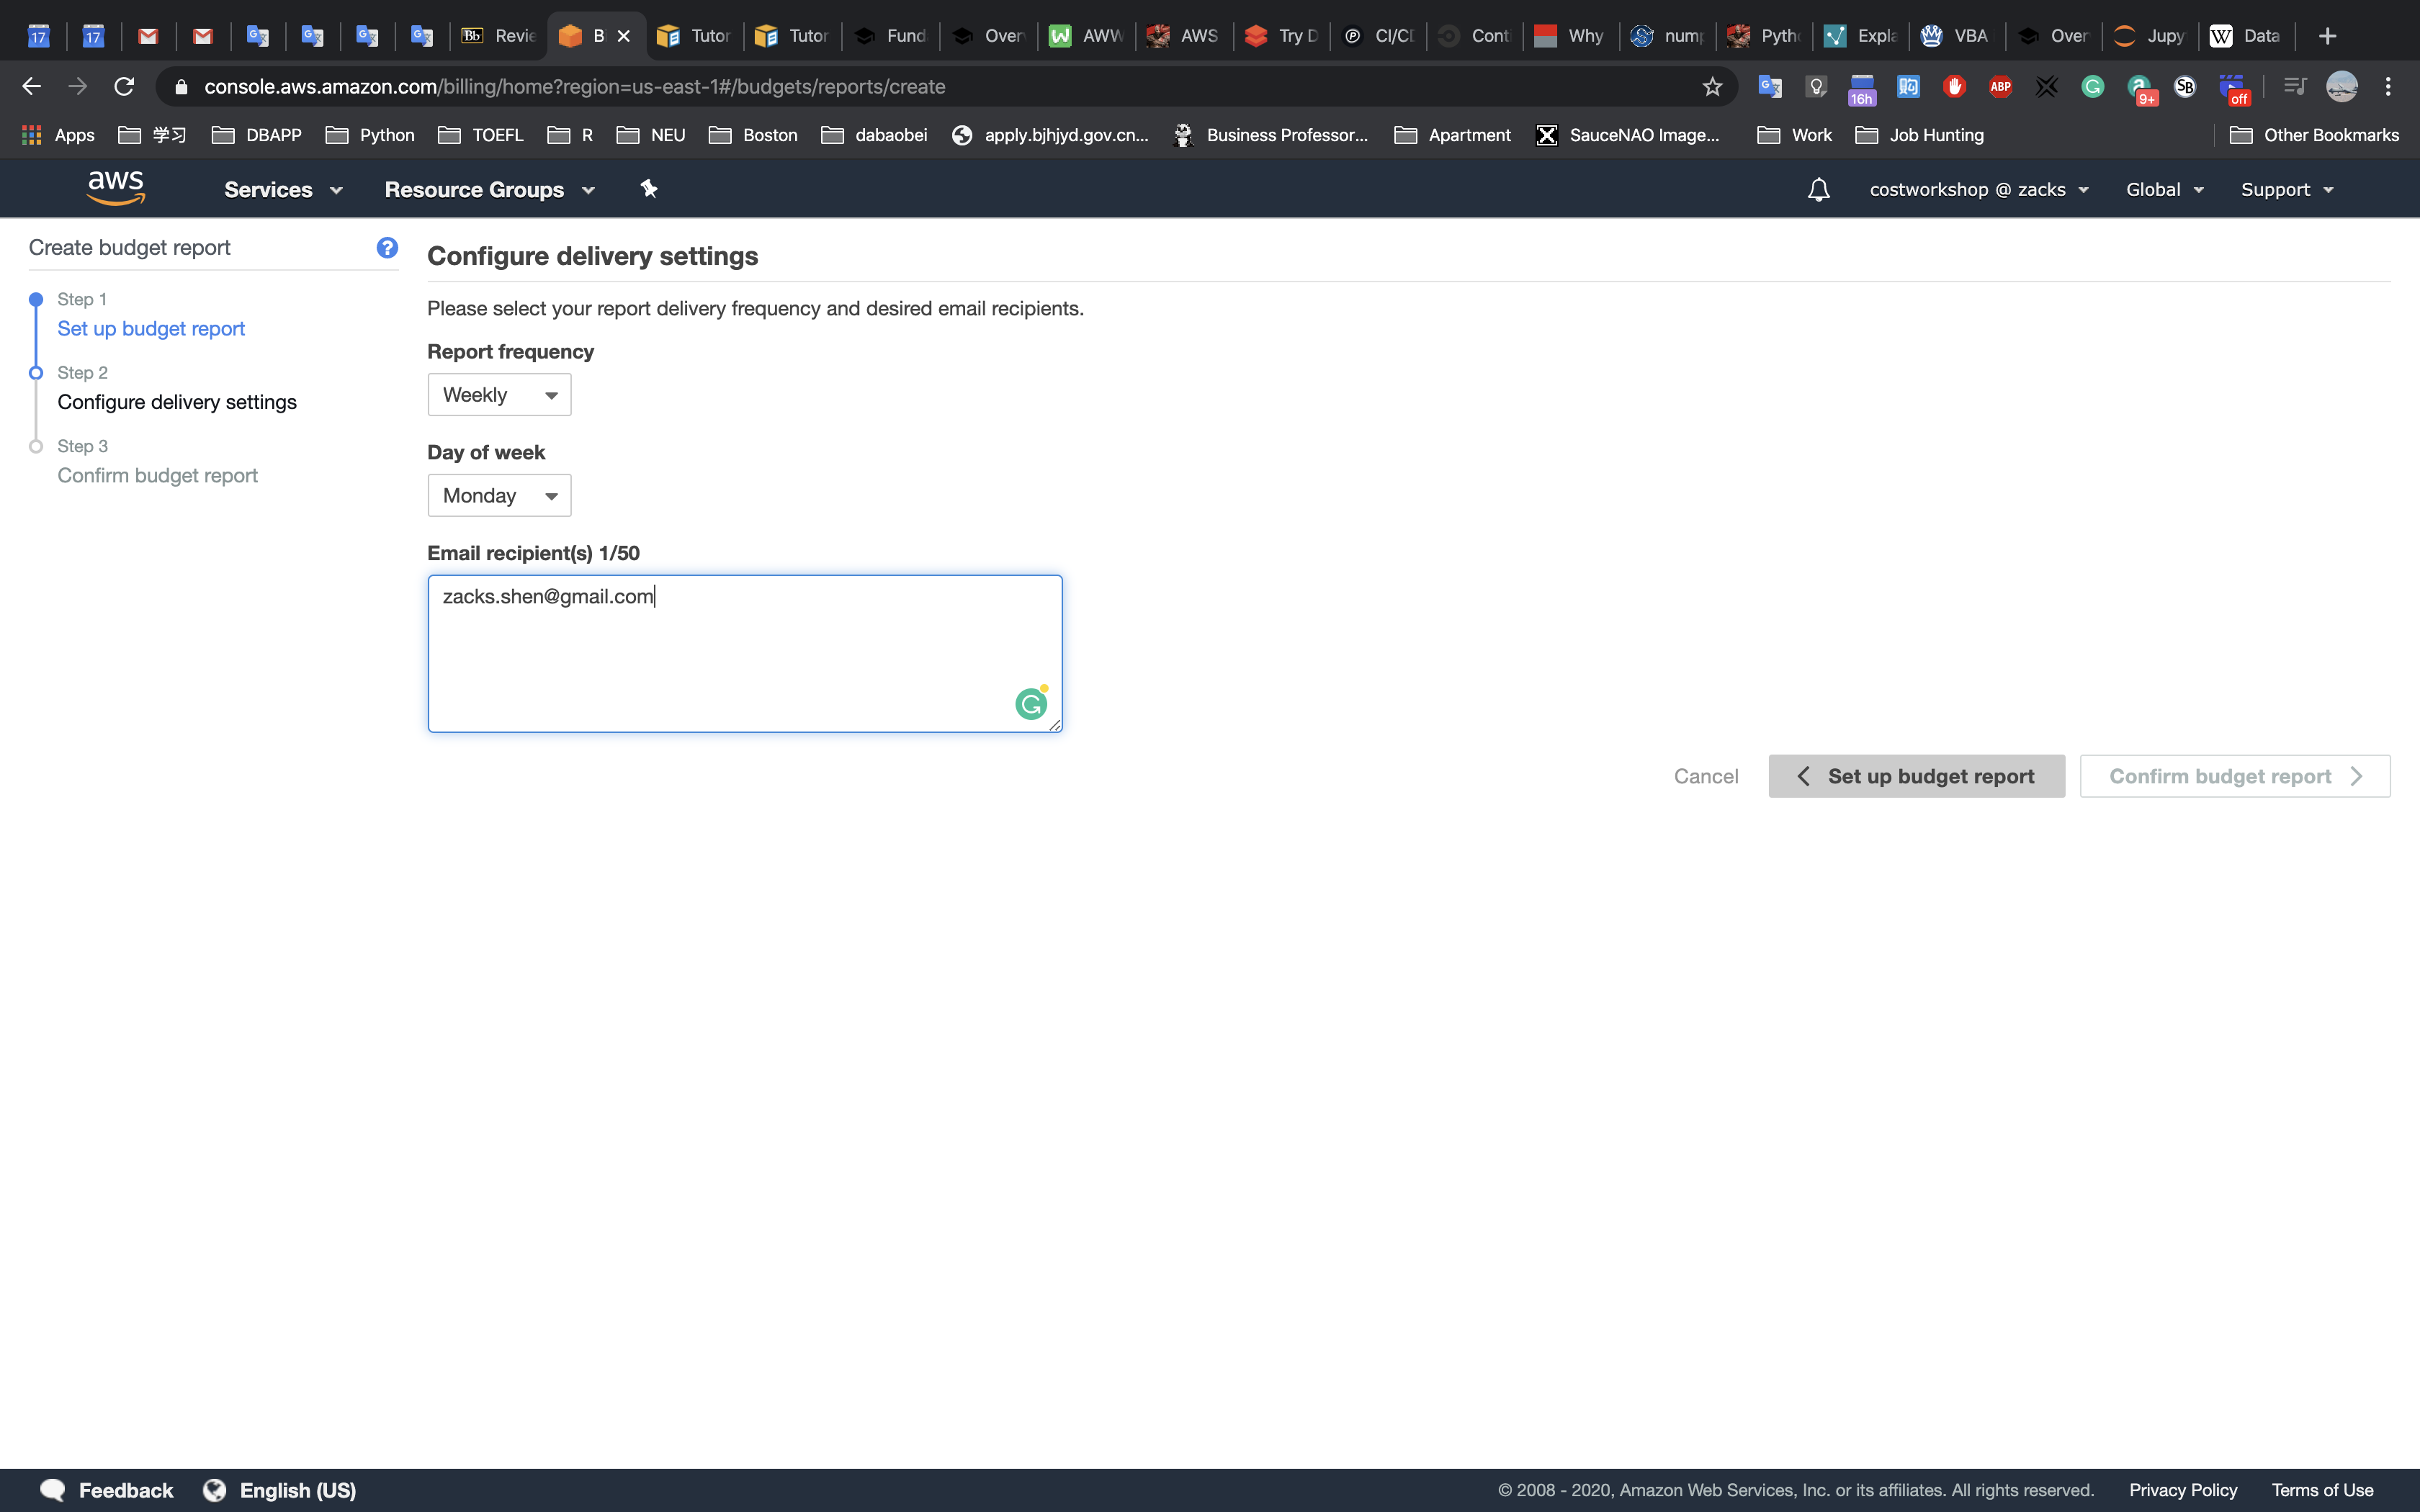 17 17 Bb Revie B Tutor Tutor Fund Over AWW AWS Try D CI/CD Cont Why nump Pytho Expla VBA Over Jupy W Data
console.aws.amazon.com/billing/home?region=us-east-1#/budgets/reports/create
16h ABP 9+ SB off
Apps 学习 DBAPP Python TOEFL R NEU Boston dabaobei apply.bjhjyd.gov.cn... Business Professor... Apartment SauceNAO Image... Work Job Hunting Other Bookmarks
aws Services Resource Groups costworkshop @ zacks Global Support
Create budget report
Step 1
Set up budget report
Step 2
Configure delivery settings
Step 3
Confirm budget report
Configure delivery settings
Please select your report delivery frequency and desired email recipients.
Report frequency
Weekly
Day of week
Monday
Email recipient(s) 1/50
zacks.shen@gmail.com
Cancel Set up budget report Confirm budget report
Feedback English (US) © 2008 - 2020, Amazon Web Services, Inc. or its affiliates. All rights reserved. Privacy Policy Terms of Use